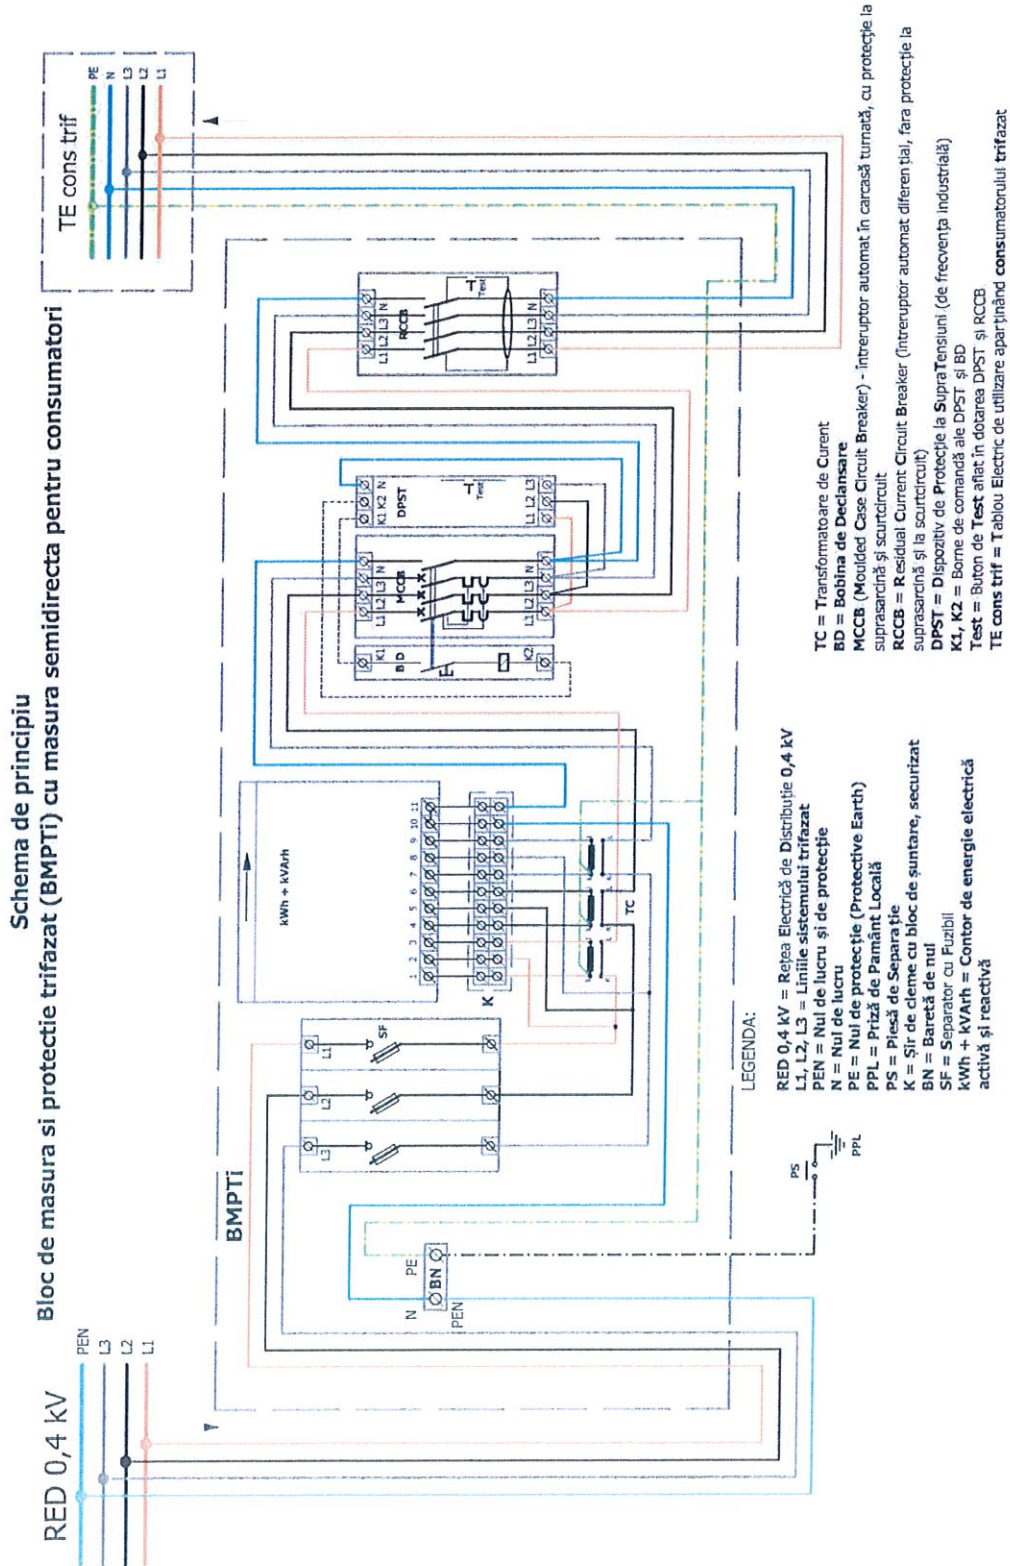 Schema de principiu
Bloc de masura si protectie trifazat (BMPTi) cu masura semidirecta pentru consumatori
RED 0,4 kV
PEN
L3
L2
L1
TE cons trif
PE
N
L3
L2
L1
BMPTi
L3
L2
L1
SF
N
PE
BN
PEN
PS
PPL
kWh + kVArh
1 2 3 4 5 6 7 8 9 10 11
K
TC
K1
BD
K2
L1 L2 L3 N
MCCB
L1 L2 L3 N
K1 K2 N
DPST
Test
L1 L2 L3
L1 L2 L3 N
RCCB
Test
L1 L2 L3 N
LEGENDA:
RED 0,4 kV = Rețea Electrică de Distribuție 0,4 kV
L1, L2, L3 = Liniile sistemului trifazat
PEN = Nul de lucru și de protecție
N = Nul de lucru
PE = Nul de protecție (Protective Earth)
PPL = Priză de Pamânt Locală
PS = Piesă de Separație
K = Șir de cleme cu bloc de șuntare, securizat
BN = Baretă de nul
SF = Separator cu Fuzibil
kWh + kVArh = Contor de energie electrică
activă și reactivă
TC = Transformatoare de Curent
BD = Bobina de Declansare
MCCB (Moulded Case Circuit Breaker) - întreruptor automat în carcasă turnată, cu protecție la
suprasarcină și scurtcircuit
RCCB = Residual Current Circuit Breaker (întreruptor automat diferențial, fara protecție la
suprasarcină și la scurtcircuit)
DPST = Dispozitiv de Protecție la SupraTensiuni (de frecvența industrială)
K1, K2 = Borne de comandă ale DPST și BD
Test = Buton de Test aflat în dotarea DPST și RCCB
TE cons trif = Tablou Electric de utilizare aparținând consumatorului trifazat